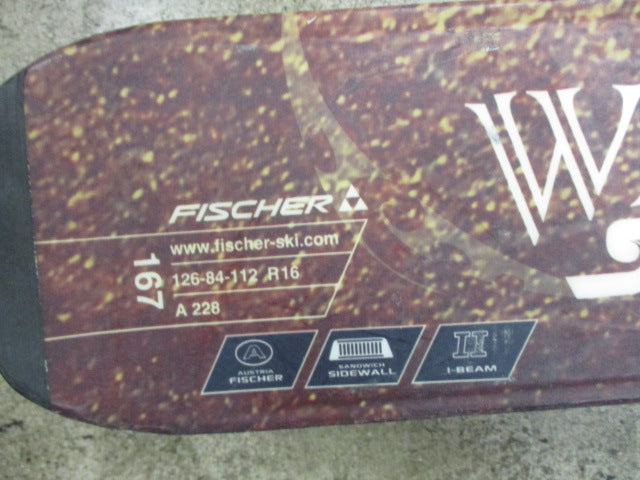 FISCHER
www.fischer-ski.com
167
126-84-112 R16
A 228
A
AUSTRIA
FISCHER
SANDWICH
SIDEWALL
I-BEAM